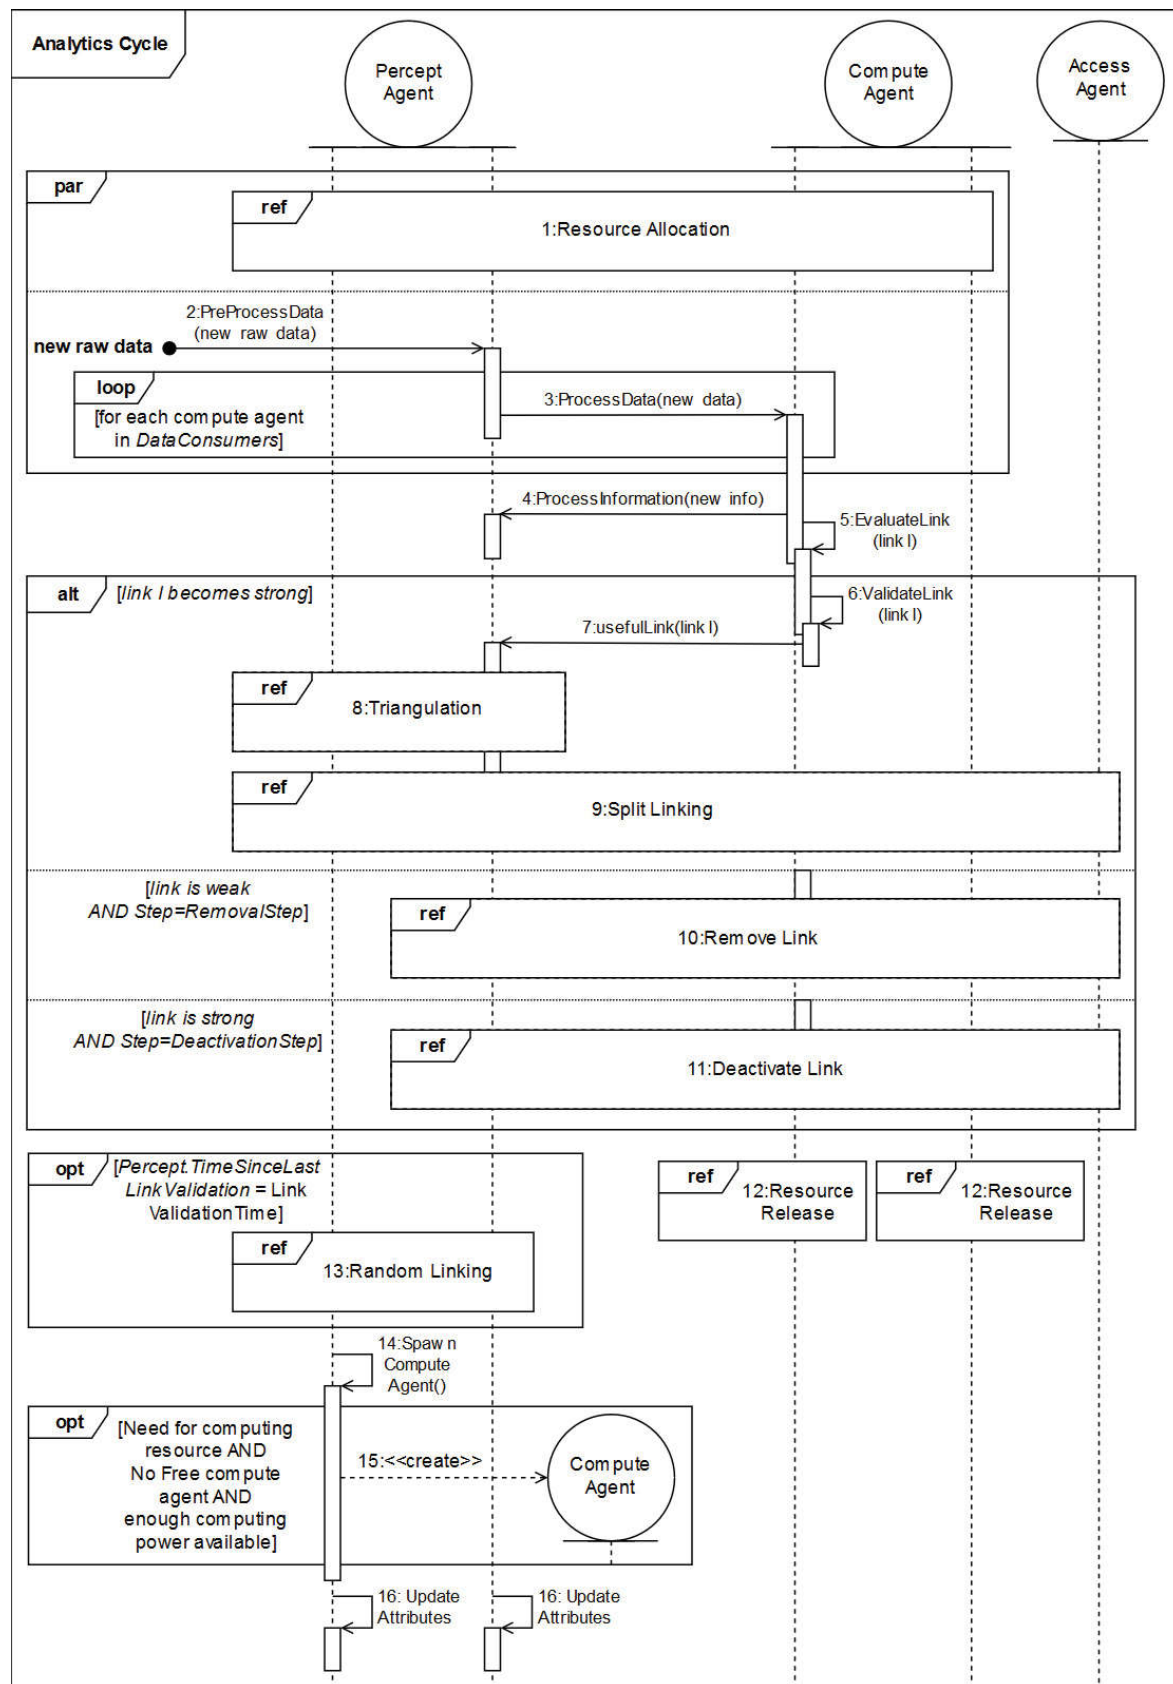 Analytics Cycle
Percept
Agent
Compute
Agent
Access
Agent
par
ref
1:Resource Allocation
2:PreProcessData
(new raw data)
new raw data
loop
[for each compute agent
in DataConsumers]
3:ProcessData(new data)
4:ProcessInformation(new info)
5:EvaluateLink
(link l)
alt
[link l becomes strong]
6:ValidateLink
(link l)
7:usefulLink(link l)
ref
8:Triangulation
ref
9:Split Linking
[link is weak
AND Step=RemovalStep]
ref
10:Remove Link
[link is strong
AND Step=DeactivationStep]
ref
11:Deactivate Link
opt
[Percept.TimeSinceLast
LinkValidation = Link
ValidationTime]
ref
12:Resource
Release
ref
12:Resource
Release
ref
13:Random Linking
14:Spawn
Compute
Agent()
opt
[Need for computing
resource AND
No Free compute
agent AND
enough computing
power available]
15:<<create>>
Compute
Agent
16: Update
Attributes
16: Update
Attributes